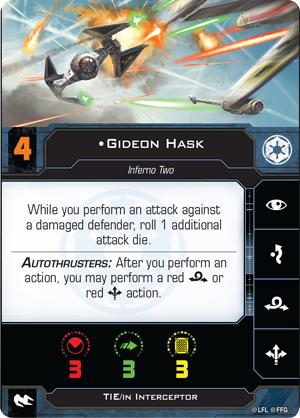 4
•Gideon Hask
Inferno Two
While you perform an attack against
a damaged defender, roll 1 additional
attack die.
Autothrusters: After you perform an
action, you may perform a red or
red action.
3 3 3
TIE/in Interceptor
©LFL ©FFG